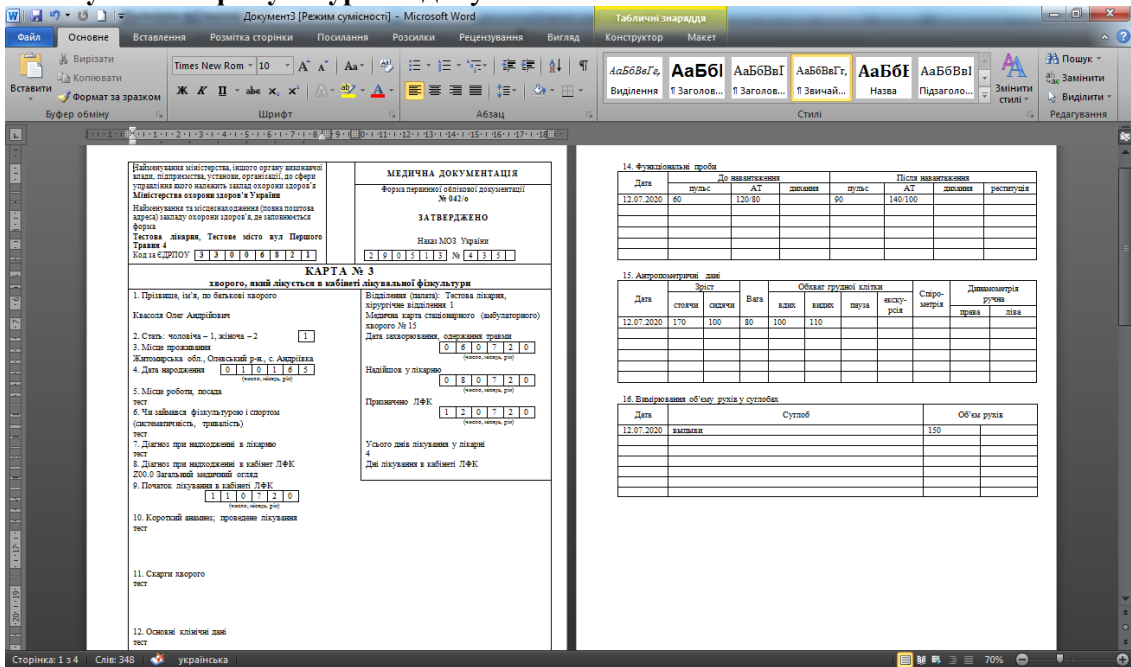 Документ3 [Режим сумісності] - Microsoft Word
Табличні знаряддя
Файл Основне Вставлення Розмітка сторінки Посилання Розсилки Рецензування Вигляд Конструктор Макет
Вставити
Вирізати
Копіювати
Формат за зразком
Буфер обміну
Times New Rom 10
Шрифт
Абзац
АаБбВвГг, АаБбІ АаБбВвІ АаБбВвГг, АаБбІ АаБбВвІ
Виділення ¶ Заголов... ¶ Заголов... ¶ Звичай... Назва Підзаголо...
Змінити стилі
Стилі
Пошук
Замінити
Виділити
Редагування
Найменування міністерства, іншого органу виконавчої
влади, підприємства, установи, організації, до сфери
управління якого належить заклад охорони здоров'я
Міністерства охорони здоров'я України
Найменування та місцезнаходження (повна поштова
адреса) закладу охорони здоров'я, де заповнюється
форма
Тестова лікарня, Тестове місто вул Першого
Травня 4
Код за ЄДРПОУ 3 3 0 0 6 8 2 1
МЕДИЧНА ДОКУМЕНТАЦІЯ
Форма первинної облікової документації
№ 042/о
ЗАТВЕРДЖЕНО
Наказ МОЗ України
2 9 0 5 1 3 № 4 3 5
КАРТА № 3
хворого, який лікується в кабінеті лікувальної фізкультури
1. Прізвище, ім'я, по батькові хворого
Квасоля Олег Андрійович
2. Стать: чоловіча – 1, жіноча – 2 1
3. Місце проживання
Житомирська обл., Олевський р-н., с. Андріївка
4. Дата народження 0 1 0 1 6 5
(число, місяць, рік)
5. Місце роботи, посада
тест
6. Чи займався фізкультурою і спортом
(систематичність, тривалість)
тест
7. Діагноз при надходженні в лікарню
тест
8. Діагноз при надходженні в кабінет ЛФК
Z00.0 Загальний медичний огляд
9. Початок лікування в кабінеті ЛФК
1 1 0 7 2 0
(число, місяць, рік)
10. Короткий анамнез; проведене лікування
тест
11. Скарги хворого
тест
12. Основні клінічні дані
тест
Відділення (палата): Тестова лікарня,
хірургічне відділення 1
Медична карта стаціонарного (амбулаторного)
хворого № 15
Дата захворювання, одержання травми
0 6 0 7 2 0
(число, місяць, рік)
Надійшов у лікарню
0 8 0 7 2 0
(число, місяць, рік)
Призначено ЛФК
1 2 0 7 2 0
(число, місяць, рік)
Усього днів лікування у лікарні
4
Дні лікування в кабінеті ЛФК
14. Функціональні проби
Дата До навантаження Після навантаження
пульс АТ дихання пульс АТ дихання реституція
12.07.2020 60 120/80 90 140/100
15. Антропометричні дані
Дата Зріст Вага Обхват грудної клітки Спіро-метрія Динамометрія ручна
стоячи сидячи вдих видих пауза екску-рсія права ліва
12.07.2020 170 100 80 100 110
16. Вимірювання об'єму рухів у суглобах
Дата Суглоб Об'єм рухів
12.07.2020 выпыви 150
Сторінка: 1 з 4 Слів: 348 українська 70%